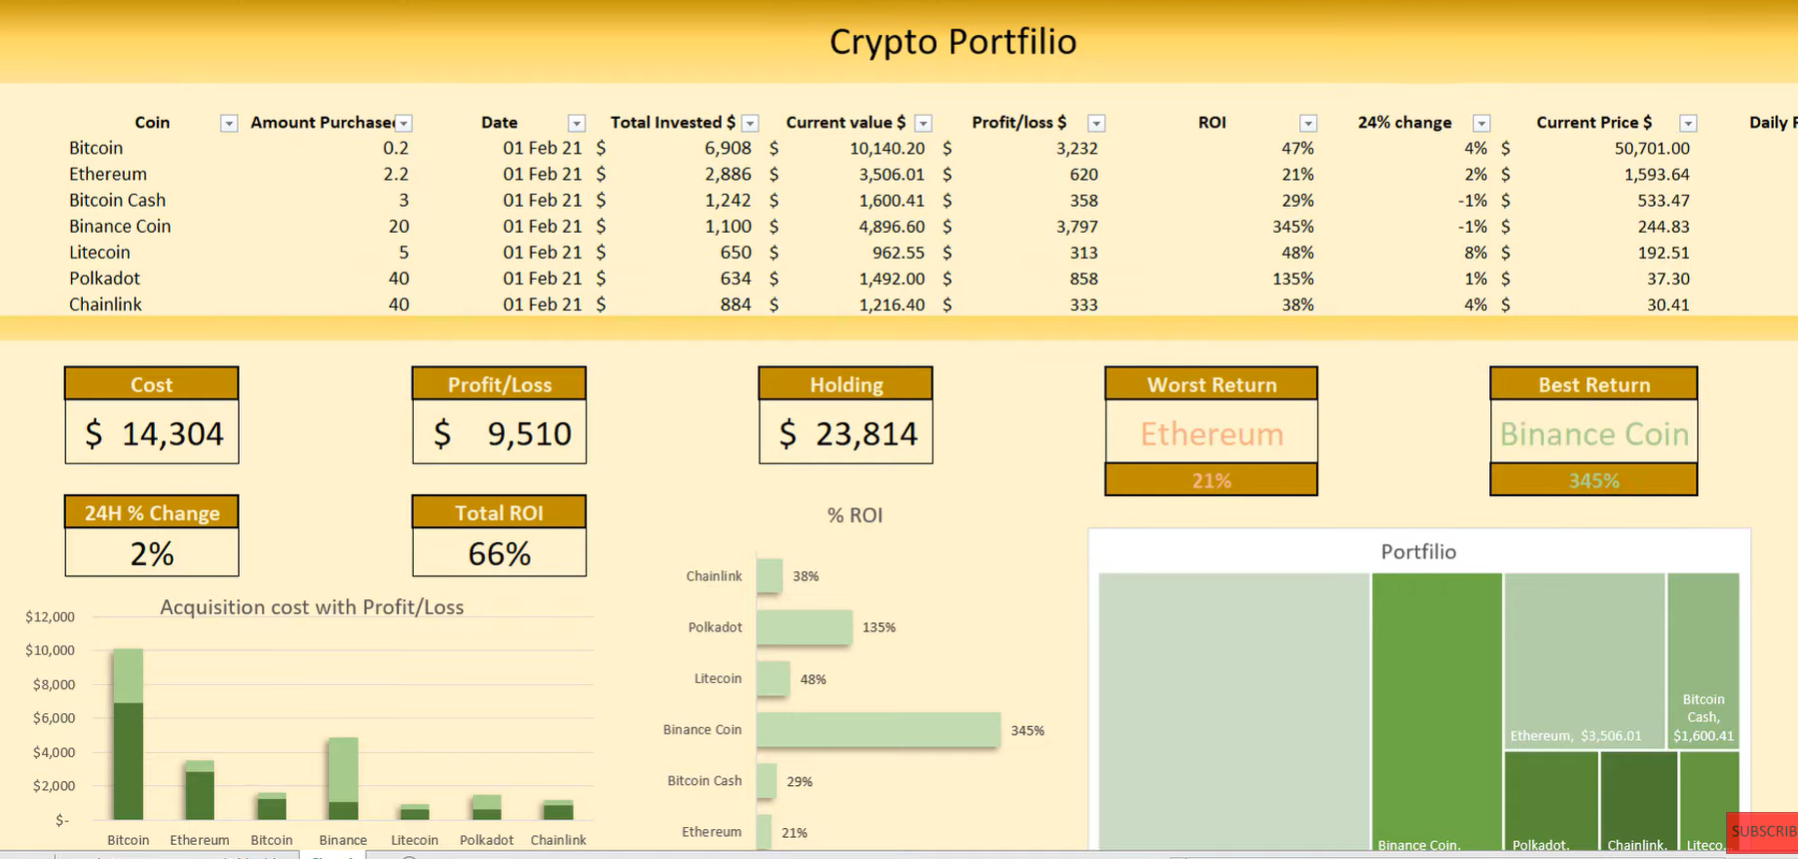 Crypto Portfilio
Coin Amount Purchase Date Total Invested $ Current value $ Profit/loss $ ROI 24% change Current Price $ Daily
Bitcoin 0.2 01 Feb 21 $ 6,908 $ 10,140.20 $ 3,232 47% 4% $ 50,701.00
Ethereum 2.2 01 Feb 21 $ 2,886 $ 3,506.01 $ 620 21% 2% $ 1,593.64
Bitcoin Cash 3 01 Feb 21 $ 1,242 $ 1,600.41 $ 358 29% -1% $ 533.47
Binance Coin 20 01 Feb 21 $ 1,100 $ 4,896.60 $ 3,797 345% -1% $ 244.83
Litecoin 5 01 Feb 21 $ 650 $ 962.55 $ 313 48% 8% $ 192.51
Polkadot 40 01 Feb 21 $ 634 $ 1,492.00 $ 858 135% 1% $ 37.30
Chainlink 40 01 Feb 21 $ 884 $ 1,216.40 $ 333 38% 4% $ 30.41
Cost
$ 14,304
Profit/Loss
$ 9,510
Holding
$ 23,814
Worst Return
Ethereum
21%
Best Return
Binance Coin
345%
24H % Change
2%
Total ROI
66%
Acquisition cost with Profit/Loss
$12,000
$10,000
$8,000
$6,000
$4,000
$2,000
$-
Bitcoin Ethereum Bitcoin Binance Litecoin Polkadot Chainlink
% ROI
Chainlink 38%
Polkadot 135%
Litecoin 48%
Binance Coin 345%
Bitcoin Cash 29%
Ethereum 21%
Portfilio
Ethereum, $3,506.01
Bitcoin
Cash,
$1,600.41
Binance Coin,
Polkadot,
Chainlink,
Liteco...
SUBSCRIB